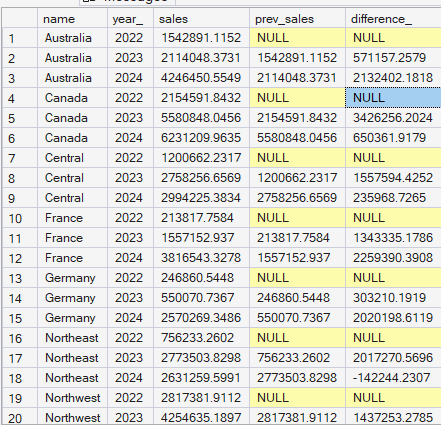 name year_ sales prev_sales difference_
1 Australia 2022 1542891.1152 NULL NULL
2 Australia 2023 2114048.3731 1542891.1152 571157.2579
3 Australia 2024 4246450.5549 2114048.3731 2132402.1818
4 Canada 2022 2154591.8432 NULL NULL
5 Canada 2023 5580848.0456 2154591.8432 3426256.2024
6 Canada 2024 6231209.9635 5580848.0456 650361.9179
7 Central 2022 1200662.2317 NULL NULL
8 Central 2023 2758256.6569 1200662.2317 1557594.4252
9 Central 2024 2994225.3834 2758256.6569 235968.7265
10 France 2022 213817.7584 NULL NULL
11 France 2023 1557152.937 213817.7584 1343335.1786
12 France 2024 3816543.3278 1557152.937 2259390.3908
13 Germany 2022 246860.5448 NULL NULL
14 Germany 2023 550070.7367 246860.5448 303210.1919
15 Germany 2024 2570269.3486 550070.7367 2020198.6119
16 Northeast 2022 756233.2602 NULL NULL
17 Northeast 2023 2773503.8298 756233.2602 2017270.5696
18 Northeast 2024 2631259.5991 2773503.8298 -142244.2307
19 Northwest 2022 2817381.9112 NULL NULL
20 Northwest 2023 4254635.1897 2817381.9112 1437253.2785